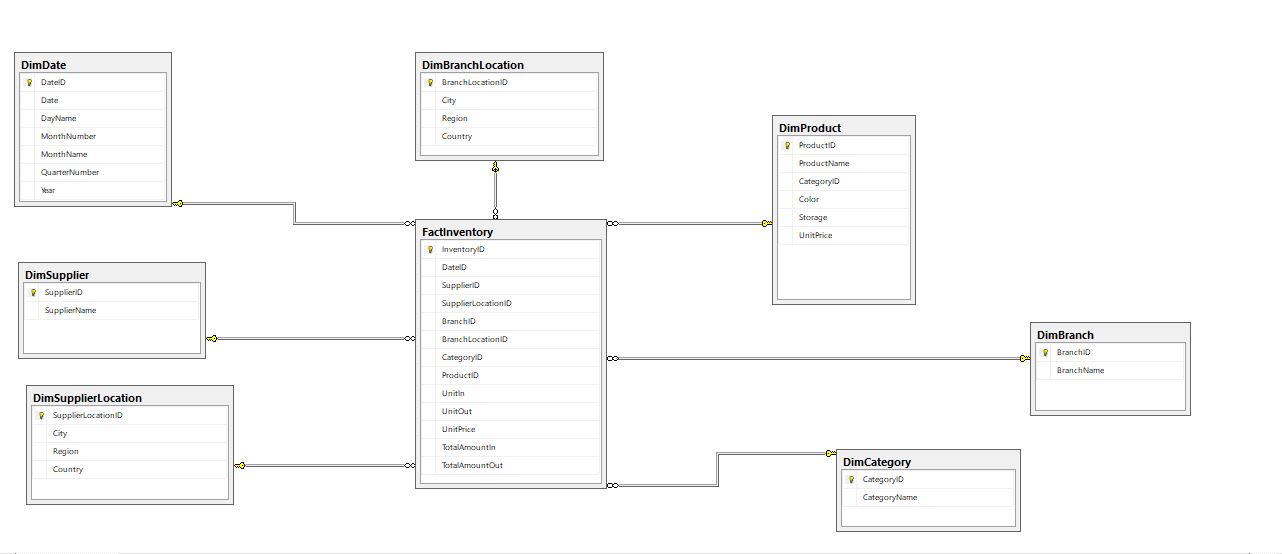 DimDate
DateID
Date
DayName
MonthNumber
MonthName
QuarterNumber
Year
DimBranchLocation
BranchLocationID
City
Region
Country
DimProduct
ProductID
ProductName
CategoryID
Color
Storage
UnitPrice
FactInventory
InventoryID
DateID
SupplierID
SupplierLocationID
BranchID
BranchLocationID
CategoryID
ProductID
UnitIn
UnitOut
UnitPrice
TotalAmountIn
TotalAmountOut
DimSupplier
SupplierID
SupplierName
DimBranch
BranchID
BranchName
DimSupplierLocation
SupplierLocationID
City
Region
Country
DimCategory
CategoryID
CategoryName